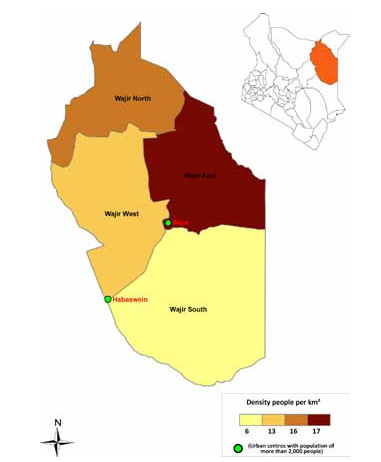 Wajir North
Wajir East
Wajir West
Wajir
Habaswein
Wajir South
Density people per km²
6 13 16 17
(Urban centres with population of
more than 2,000 people)
N